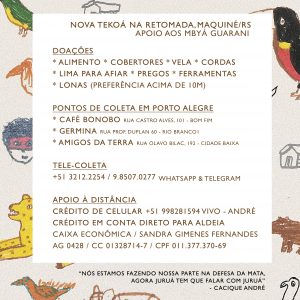 NOVA TEKOÁ NA RETOMADA, MAQUINÉ/RS
APOIO AOS MBYÁ GUARANI
DOAÇÕES
* ALIMENTO * COBERTORES * VELA * CORDAS
* LIMA PARA AFIAR * PREGOS * FERRAMENTAS
* LONAS (PREFERÊNCIA ACIMA DE 10M)
PONTOS DE COLETA EM PORTO ALEGRE
* CAFÉ BONOBO RUA CASTRO ALVES, 101 - BOM FIM
* GERMINA RUA PROF. DUPLAN 60 - RIO BRANCO1
* AMIGOS DA TERRA RUA OLAVO BILAC, 192 - CIDADE BAIXA
TELE-COLETA
+51 3212.2254 / 9.8507.0277 WHATSAPP & TELEGRAM
APOIO À DISTÂNCIA
CRÉDITO DE CELULAR +51 998281594 VIVO - ANDRÉ
CRÉDITO EM CONTA DIRETO PARA ALDEIA
CAIXA ECONÔMICA / SANDRA GIMENES FERNANDES
AG 0428 / CC 01328714-7 / CPF 011.377.370-69
"NÓS ESTAMOS FAZENDO NOSSA PARTE NA DEFESA DA MATA,
AGORA JURUÁ TEM QUE FALAR COM JURUÁ"
- CACIQUE ANDRÉ